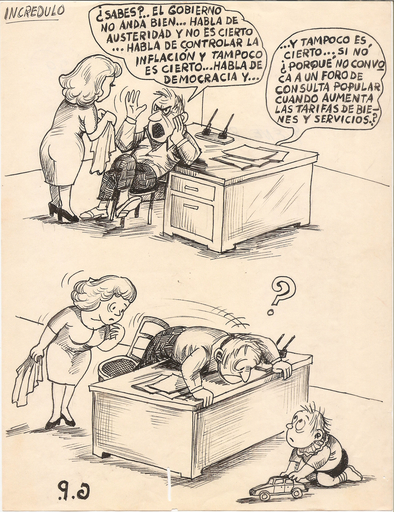 INCREDULO
¿SABES?... EL GOBIERNO
NO ANDA BIEN... HABLA DE
AUSTERIDAD Y NO ES CIERTO
... HABLA DE CONTROLAR LA
INFLACIÓN Y TAMPOCO
ES CIERTO... HABLA DE
DEMOCRACIA Y...
...Y TAMPOCO ES
CIERTO... SI NO
¿PORQUE NO CONVO
CA A UN FORO DE
CONSULTA POPULAR
CUANDO AUMENTA
LAS TARIFAS DE BIE-
NES Y SERVICIOS?
?
G.P.